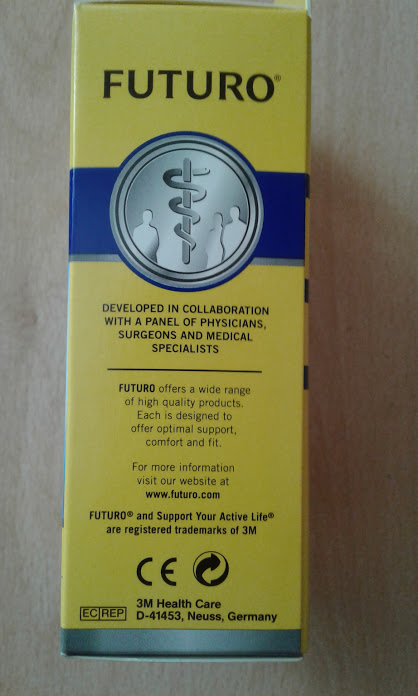 FUTURO®
DEVELOPED IN COLLABORATION
WITH A PANEL OF PHYSICIANS,
SURGEONS AND MEDICAL
SPECIALISTS
FUTURO offers a wide range
of high quality products.
Each is designed to
offer optimal support,
comfort and fit.
For more information
visit our website at
www.futuro.com
FUTURO® and Support Your Active Life®
are registered trademarks of 3M
CE
EC REP
3M Health Care
D-41453, Neuss, Germany